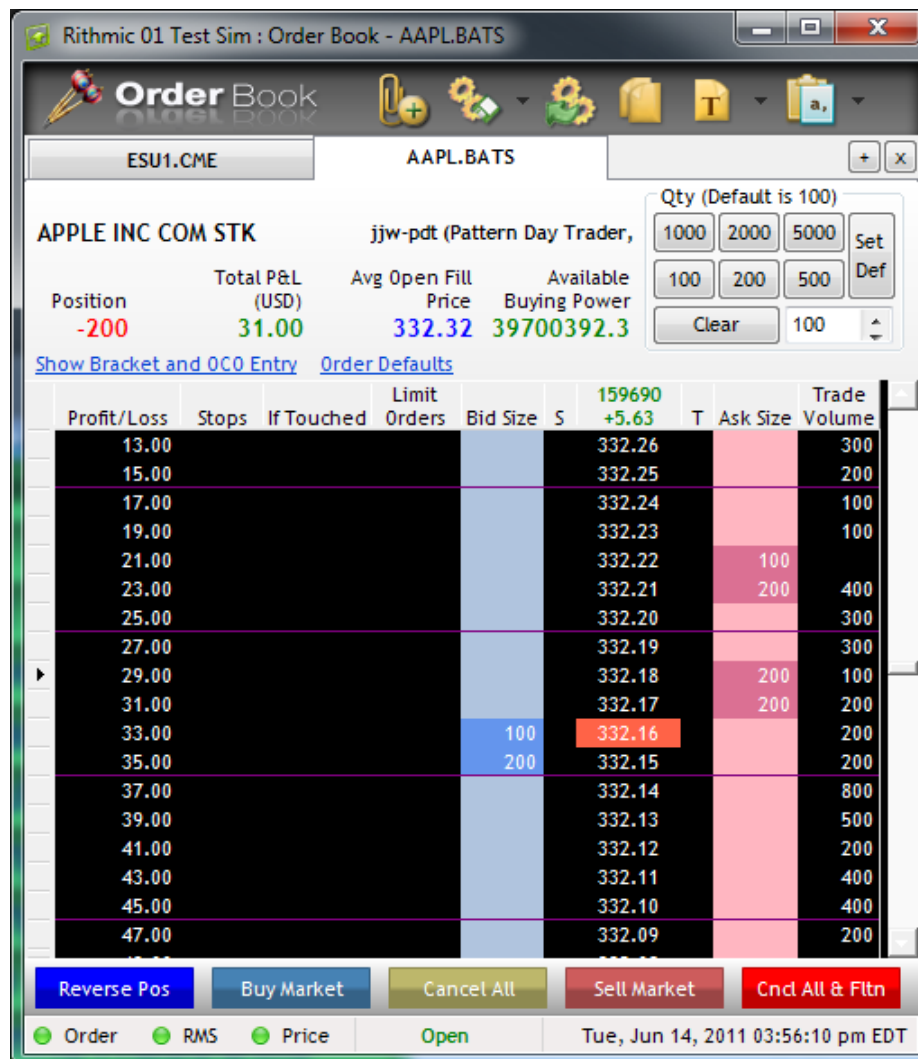 Rithmic 01 Test Sim : Order Book - AAPL.BATS
Order Book
ESU1.CME AAPL.BATS + x
Qty (Default is 100)
APPLE INC COM STK jjw-pdt (Pattern Day Trader, 1000 2000 5000 Set
Def
100 200 500
Total P&L Avg Open Fill Available
Position (USD) Price Buying Power
-200 31.00 332.32 39700392.3 Clear 100
Show Bracket and OCO Entry Order Defaults
Limit 159690 Trade
Profit/Loss Stops If Touched Orders Bid Size S +5.63 T Ask Size Volume
13.00 332.26 300
15.00 332.25 200
17.00 332.24 100
19.00 332.23 100
21.00 332.22 100
23.00 332.21 200 400
25.00 332.20 300
27.00 332.19 300
29.00 332.18 200 100
31.00 332.17 200 200
33.00 100 332.16 200
35.00 200 332.15 200
37.00 332.14 800
39.00 332.13 500
41.00 332.12 200
43.00 332.11 400
45.00 332.10 400
47.00 332.09 200
Reverse Pos Buy Market Cancel All Sell Market Cncl All & Fltn
Order RMS Price Open Tue, Jun 14, 2011 03:56:10 pm EDT